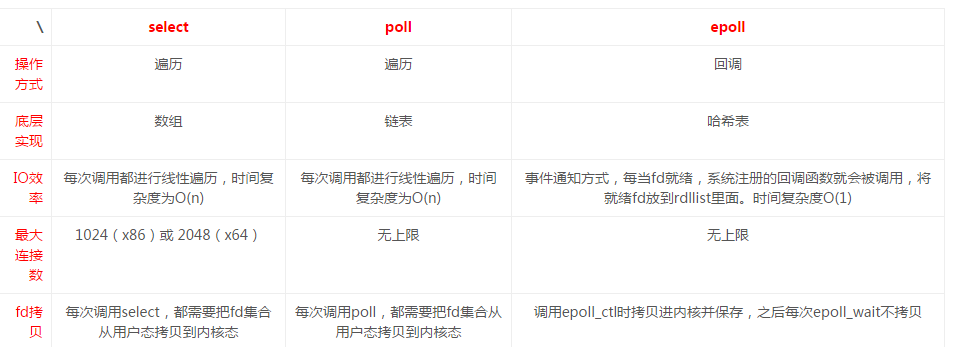 \ select poll epoll
操作
方式
遍历 遍历 回调
底层
实现
数组 链表 哈希表
IO效
率
每次调用都进行线性遍历，时间复
杂度为O(n)
每次调用都进行线性遍历，时间
复杂度为O(n)
事件通知方式，每当fd就绪，系统注册的回调函数就会被调用，将
就绪fd放到rdllist里面。时间复杂度O(1)
最大
连接
数
1024（x86）或 2048（x64） 无上限 无上限
fd拷
贝
每次调用select，都需要把fd集合
从用户态拷贝到内核态
每次调用poll，都需要把fd集合从
用户态拷贝到内核态
调用epoll_ctl时拷贝进内核并保存，之后每次epoll_wait不拷贝